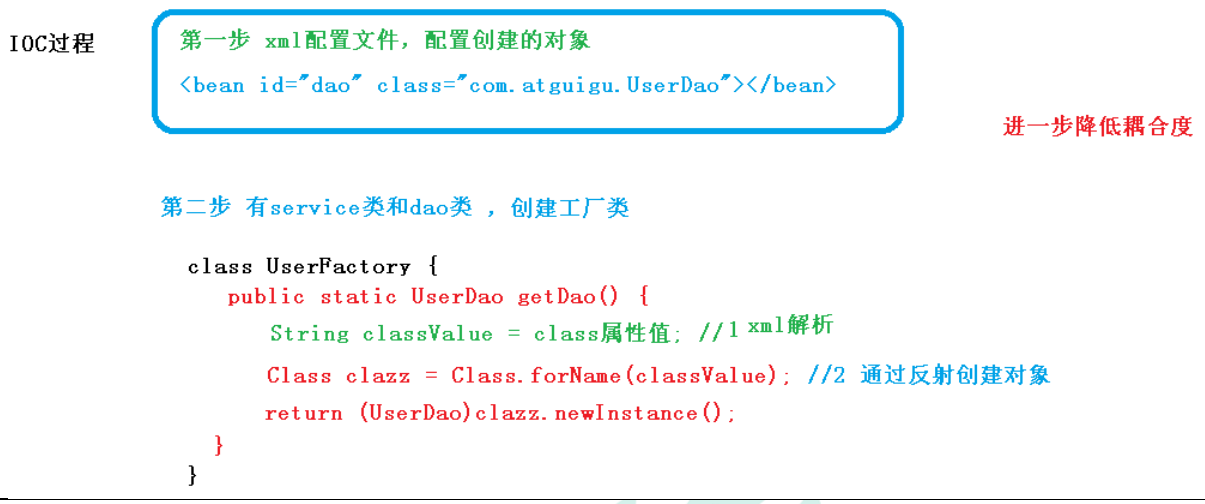 IOC过程
第一步 xml配置文件，配置创建的对象
<bean id="dao" class="com.atguigu.UserDao"></bean>
进一步降低耦合度
第二步 有service类和dao类 ，创建工厂类
class UserFactory {
public static UserDao getDao() {
String classValue = class属性值; //1 xml解析
Class clazz = Class.forName(classValue); //2 通过反射创建对象
return (UserDao)clazz.newInstance();
}
}